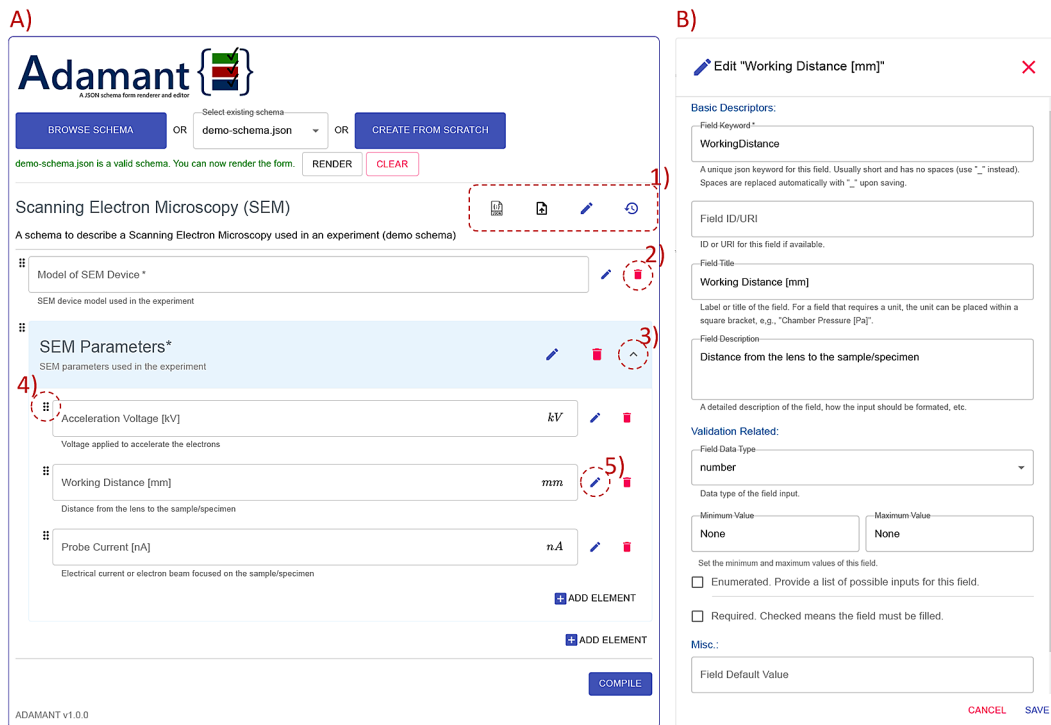 A)
Adamant
A JSON schema form renderer and editor
BROWSE SCHEMA
OR
Select existing schema
demo-schema.json
OR
CREATE FROM SCRATCH
demo-schema.json is a valid schema. You can now render the form.
RENDER
CLEAR
1)
Scanning Electron Microscopy (SEM)
A schema to describe a Scanning Electron Microscopy used in an experiment (demo schema)
2)
Model of SEM Device *
SEM device model used in the experiment
3)
SEM Parameters*
SEM parameters used in the experiment
4)
Acceleration Voltage [kV]
kV
Voltage applied to accelerate the electrons
5)
Working Distance [mm]
mm
Distance from the lens to the sample/specimen
Probe Current [nA]
nA
Electrical current or electron beam focused on the sample/specimen
ADD ELEMENT
ADD ELEMENT
COMPILE
ADAMANT v1.0.0
B)
Edit "Working Distance [mm]"
Basic Descriptors:
Field Keyword *
WorkingDistance
A unique json keyword for this field. Usually short and has no spaces (use "_" instead).
Spaces are replaced automatically with "_" upon saving.
Field ID/URI
ID or URI for this field if available.
Field Title
Working Distance [mm]
Label or title of the field. For a field that requires a unit, the unit can be placed within a
square bracket, e,g., "Chamber Pressure [Pa]".
Field Description
Distance from the lens to the sample/specimen
A detailed description of the field, how the input should be formated, etc.
Validation Related:
Field Data Type
number
Data type of the field input.
Minimum Value
None
Maximum Value
None
Set the minimum and maximum values of this field.
Enumerated. Provide a list of possible inputs for this field.
Required. Checked means the field must be filled.
Misc.:
Field Default Value
CANCEL
SAVE